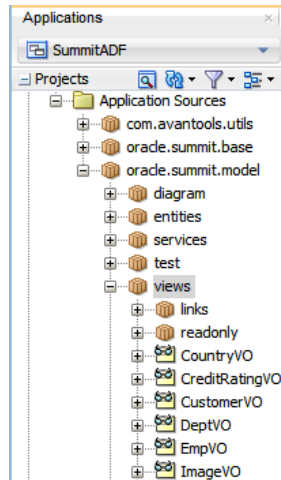 Applications
SummitADF
Projects
Application Sources
com.avantools.utils
oracle.summit.base
oracle.summit.model
diagram
entities
services
test
views
links
readonly
CountryVO
CreditRatingVO
CustomerVO
DeptVO
EmpVO
ImageVO